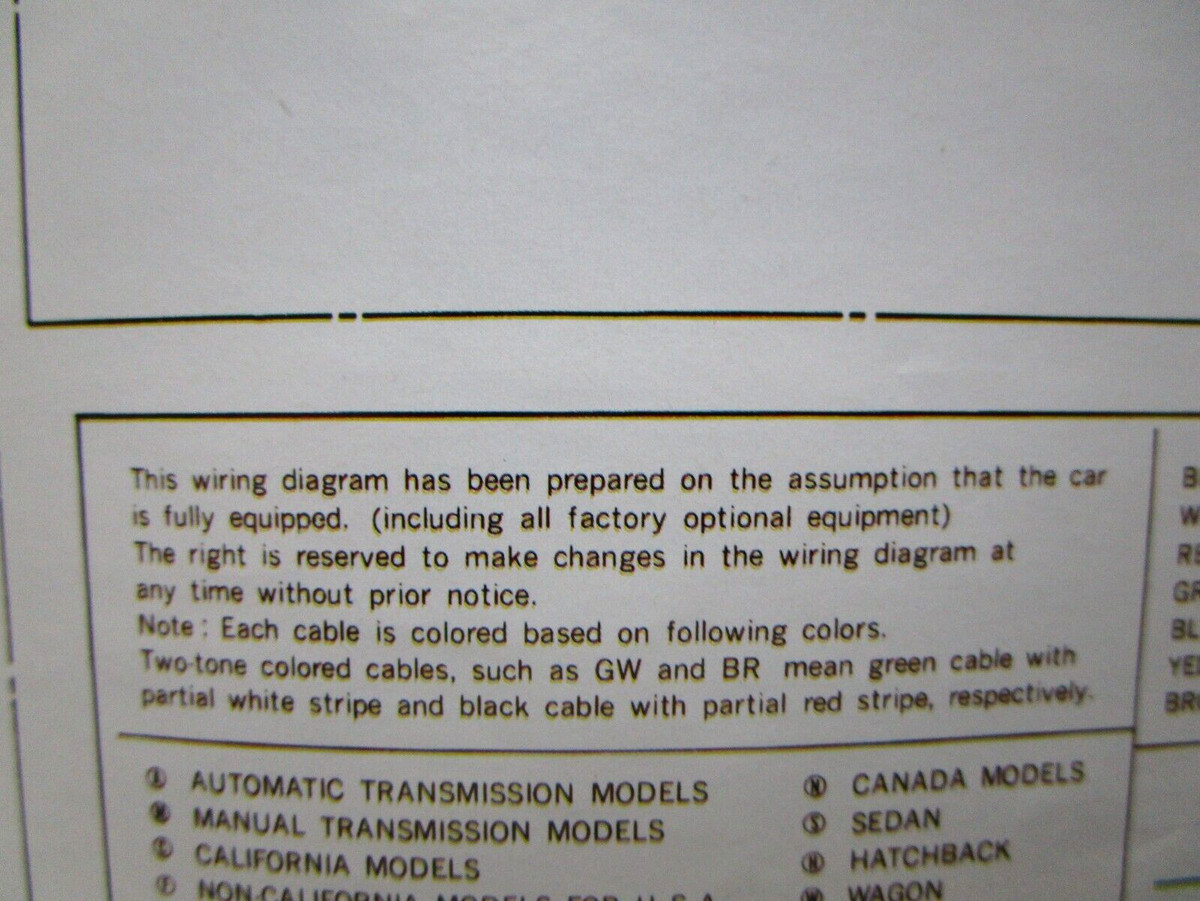 This wiring diagram has been prepared on the assumption that the car
is fully equipped. (including all factory optional equipment)
The right is reserved to make changes in the wiring diagram at
any time without prior notice.
Note : Each cable is colored based on following colors.
Two-tone colored cables, such as GW and BR mean green cable with
partial white stripe and black cable with partial red stripe, respectively.
AUTOMATIC TRANSMISSION MODELS
MANUAL TRANSMISSION MODELS
CALIFORNIA MODELS
NON-CALIFORNIA MODELS FOR U.S.A.
N CANADA MODELS
S SEDAN
HATCHBACK
WAGON